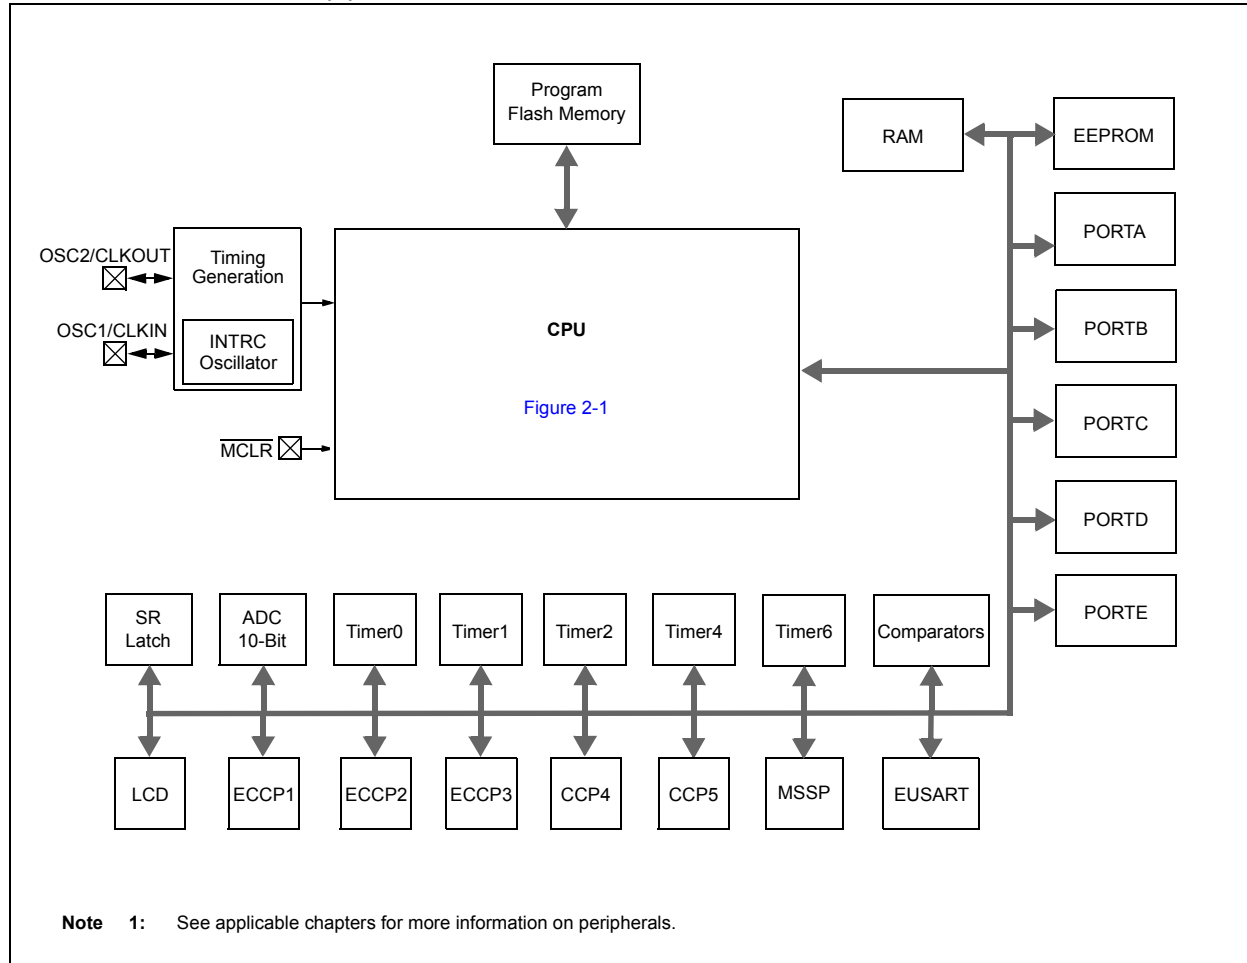 Program
Flash Memory
RAM
EEPROM
OSC2/CLKOUT
Timing
Generation
PORTA
OSC1/CLKIN
INTRC
Oscillator
CPU
PORTB
Figure 2-1
PORTC
MCLR
PORTD
SR
Latch
ADC
10-Bit
Timer0
Timer1
Timer2
Timer4
Timer6
Comparators
PORTE
LCD
ECCP1
ECCP2
ECCP3
CCP4
CCP5
MSSP
EUSART
Note 1: See applicable chapters for more information on peripherals.